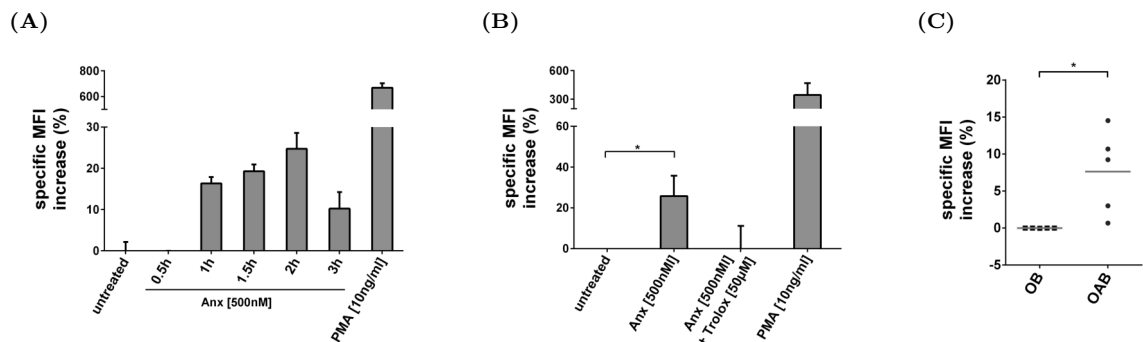 (A)
(B)
(C)
specific MFI
increase (%)
800
600
30
20
10
0
untreated
0.5h
1h
1.5h
2h
3h
PMA [10ng/ml]
Anx [500nM]
specific MFI
increase (%)
600
300
60
40
20
0
*
untreated
Anx [500nM]]
Anx [500nM]]
+ Trolox [50µM]
PMA [10ng/ml]
specific MFI
increase (%)
20
15
10
5
0
-5
*
OB
OAB